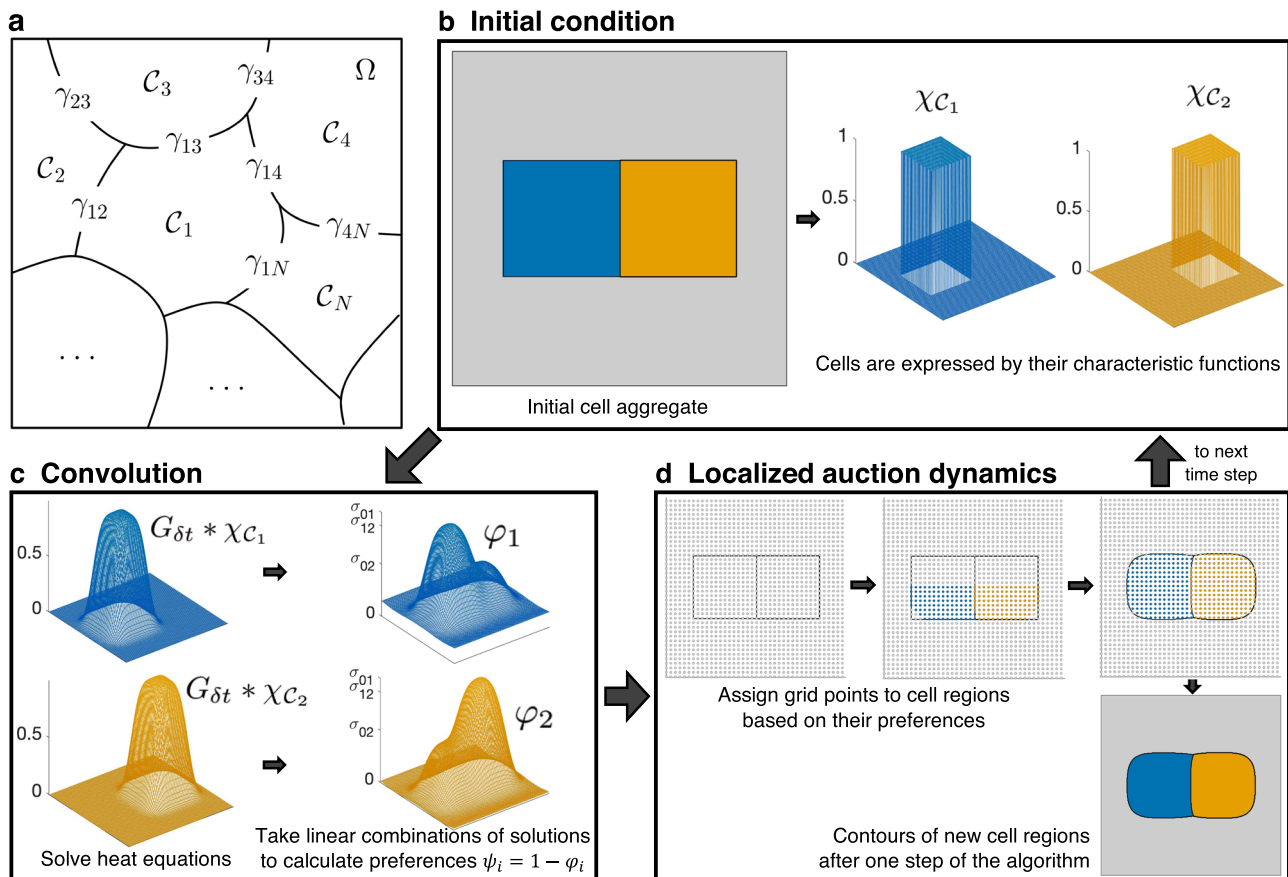 a
Ω
𝒞₃
γ₃₄
γ₂₃
𝒞₄
γ₁₃
𝒞₂
γ₁₄
γ₁₂
𝒞₁
γ₄N
γ₁N
𝒞N
. . .
. . .
b Initial condition
Initial cell aggregate
χ𝒞₁
χ𝒞₂
1
0.5
0
1
0.5
0
Cells are expressed by their characteristic functions
c Convolution
G_δt * χ𝒞₁
0.5
0
σ₀₁
σ₁₂
σ₀₂
0
φ₁
G_δt * χ𝒞₂
0.5
0
σ₀₁
σ₁₂
σ₀₂
0
φ₂
Solve heat equations
Take linear combinations of solutions
to calculate preferences ψᵢ = 1 − φᵢ
to next
time step
d Localized auction dynamics
Assign grid points to cell regions
based on their preferences
Contours of new cell regions
after one step of the algorithm